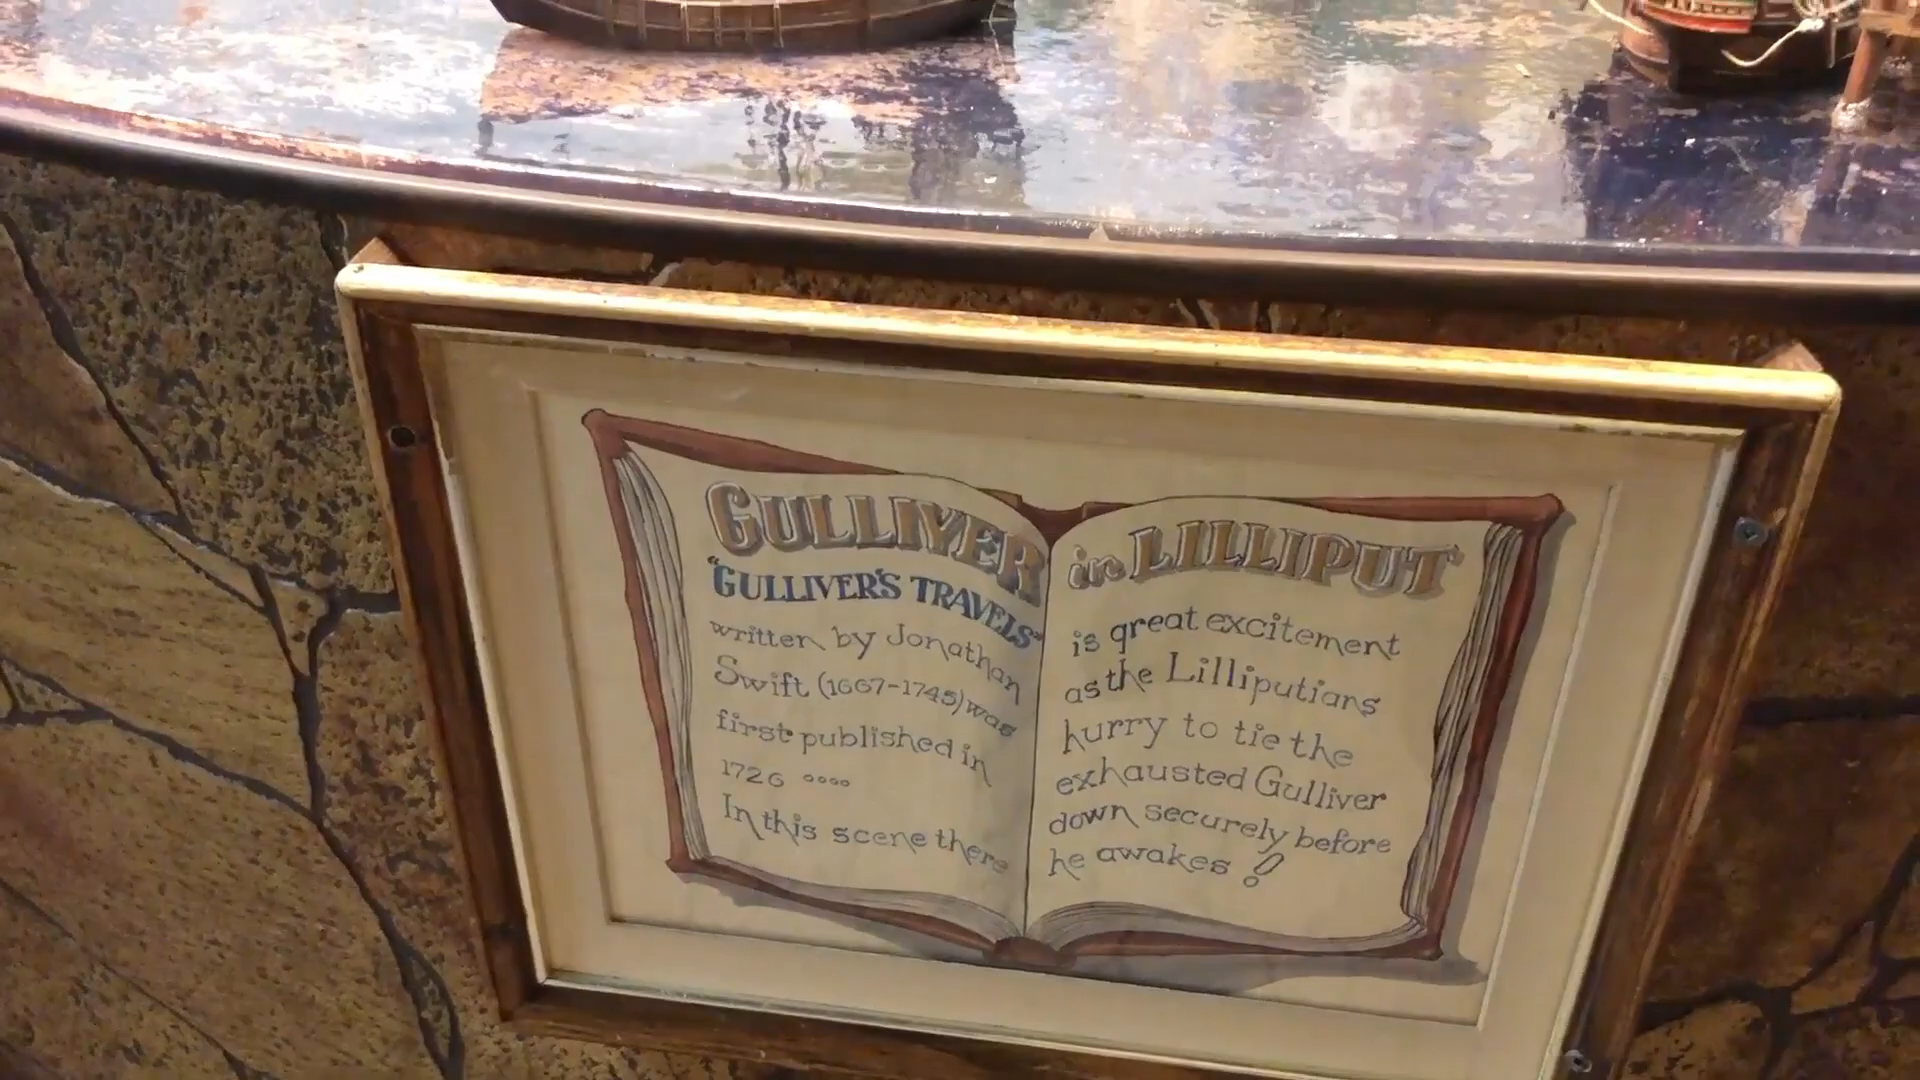 GULLIVER in LILLIPUT
"GULLIVER'S TRAVELS"
written by Jonathan
Swift (1667-1745) was
first published in
1726 ....
In this scene there
is great excitement
as the Lilliputians
hurry to tie the
exhausted Gulliver
down securely before
he awakes !